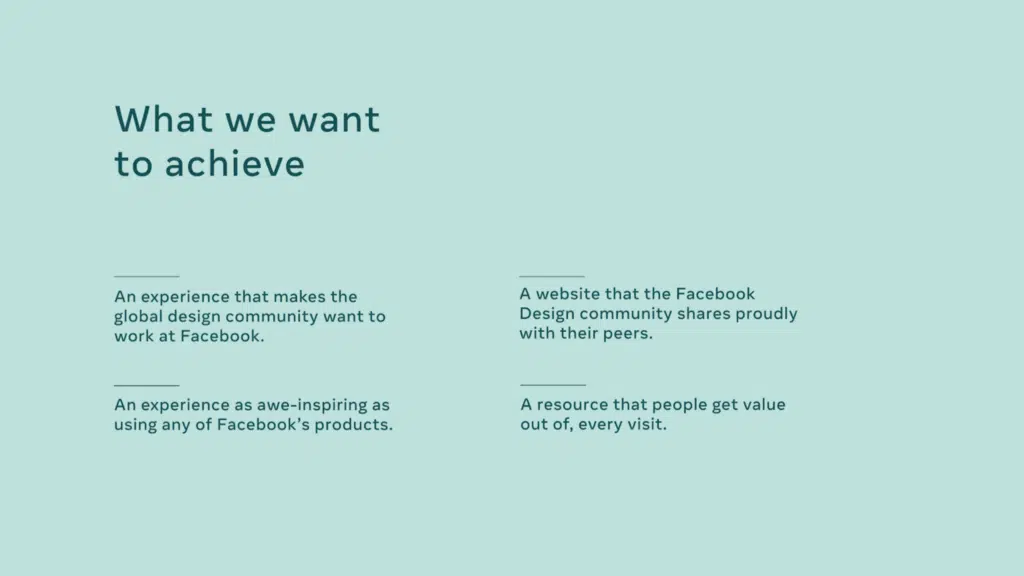 What we want
to achieve
An experience that makes the
global design community want to
work at Facebook.
A website that the Facebook
Design community shares proudly
with their peers.
An experience as awe-inspiring as
using any of Facebook’s products.
A resource that people get value
out of, every visit.